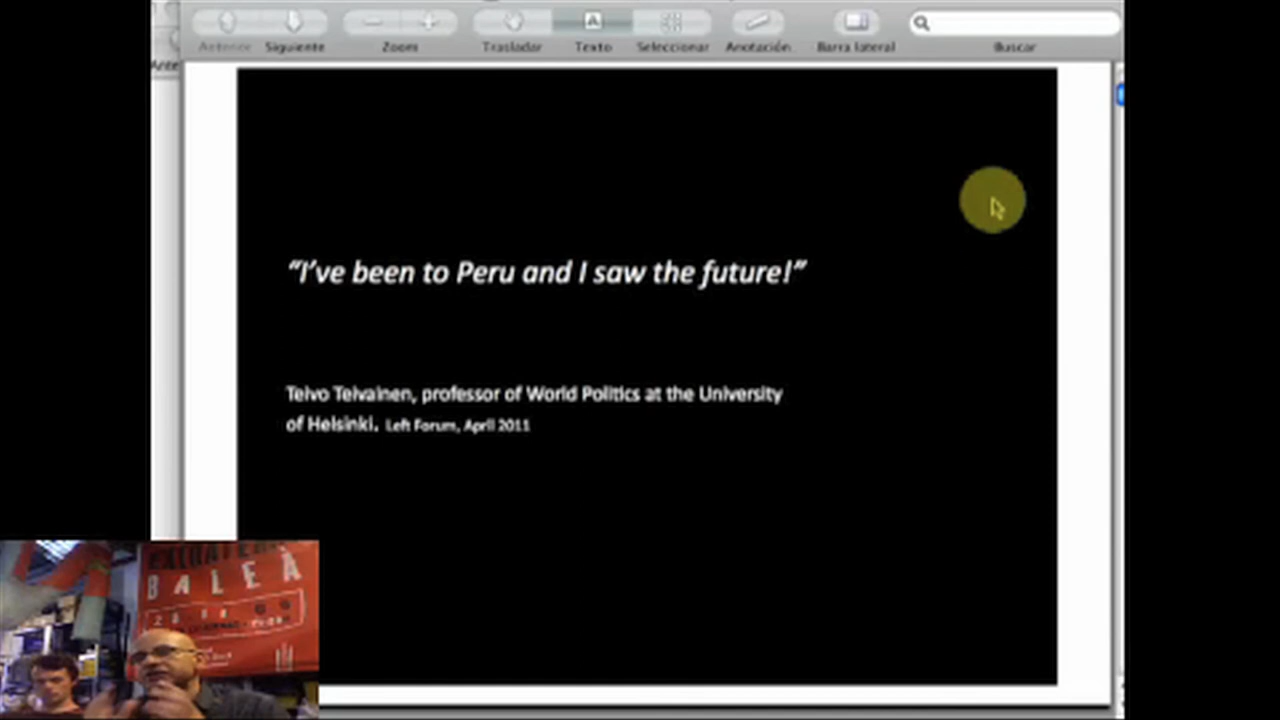 Anterior Siguiente Zoom Trasladar Texto Seleccionar Anotación Barra lateral Buscar
Ante
“I’ve been to Peru and I saw the future!”
Teivo Teivainen, professor of World Politics at the University
of Helsinki. Left Forum, April 2011
BALEÀ